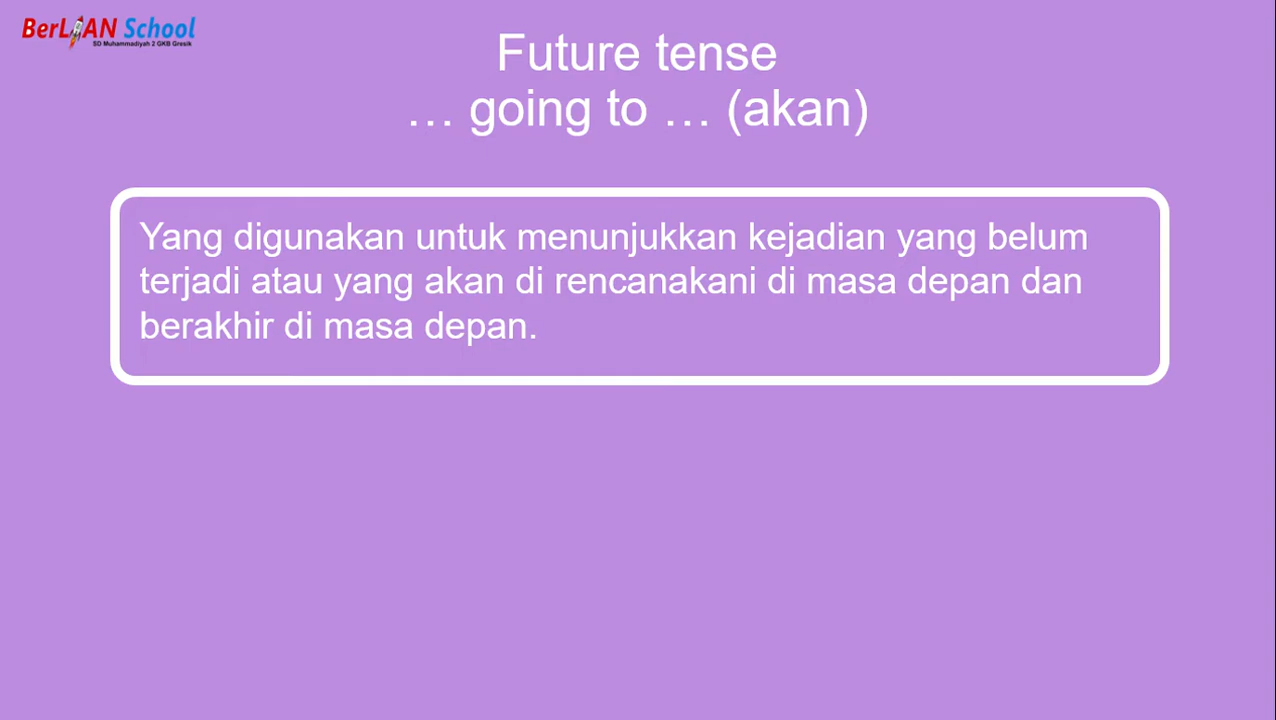 BerLIAN School
SD Muhammadiyah 2 GKB Gresik
Future tense
… going to … (akan)
Yang digunakan untuk menunjukkan kejadian yang belum
terjadi atau yang akan di rencanakani di masa depan dan
berakhir di masa depan.